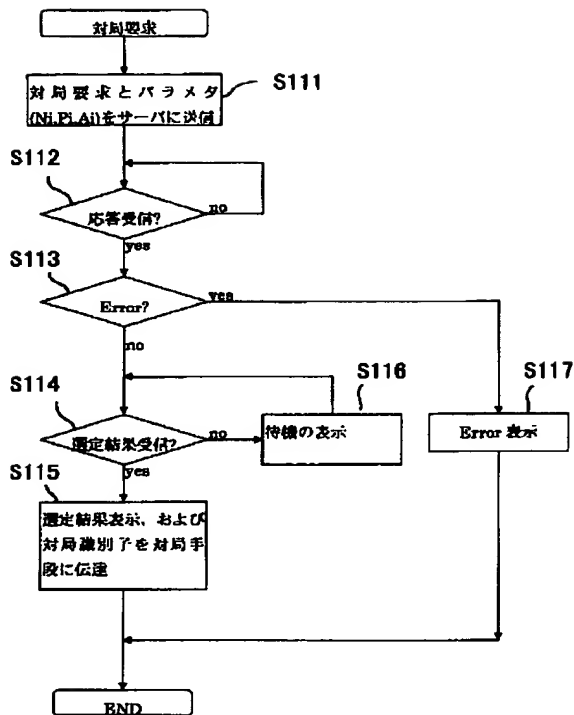 対局要求
S111
対局要求とパラメタ
(Ni,Pi,Ai)をサーバに送信
S112
応答受信?
no
yes
S113
Error?
yes
no
S114
選定結果受信?
no
yes
S116
待機の表示
S117
Error 表示
S115
選定結果表示、および
対局識別子を対局手
段に伝達
END